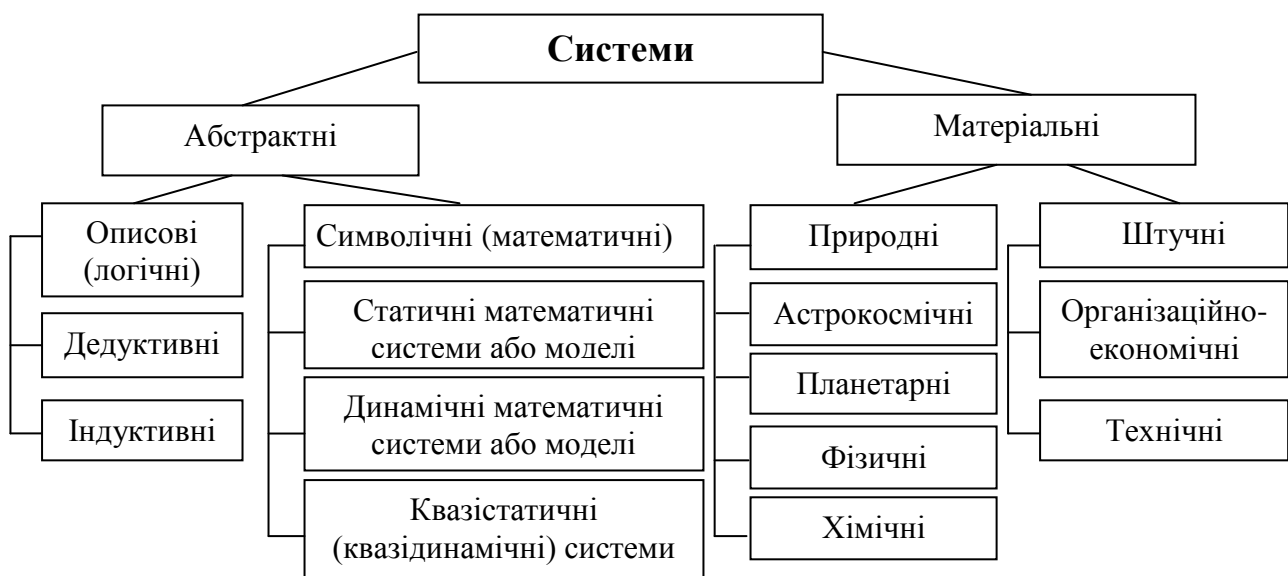 Системи
Абстрактні
Матеріальні
Описові
(логічні)
Дедуктивні
Індуктивні
Символічні (математичні)
Статичні математичні
системи або моделі
Динамічні математичні
системи або моделі
Квазістатичні
(квазідинамічні) системи
Природні
Астрокосмічні
Планетарні
Фізичні
Хімічні
Штучні
Організаційно-
економічні
Технічні